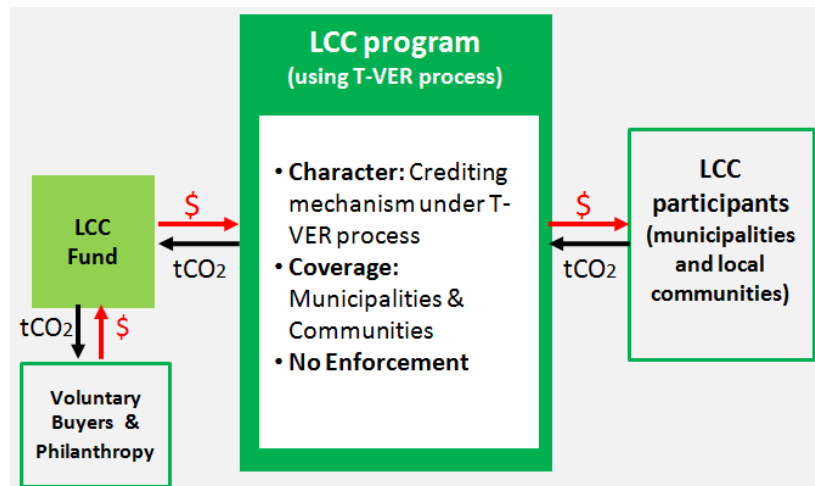 LCC program
(using T-VER process)
• Character: Crediting
mechanism under T-
VER process
• Coverage:
Municipalities &
Communities
• No Enforcement
LCC
Fund
$
tCO2
$
tCO2
LCC
participants
(municipalities
and local
communities)
tCO2
$
Voluntary
Buyers & 
Philanthropy